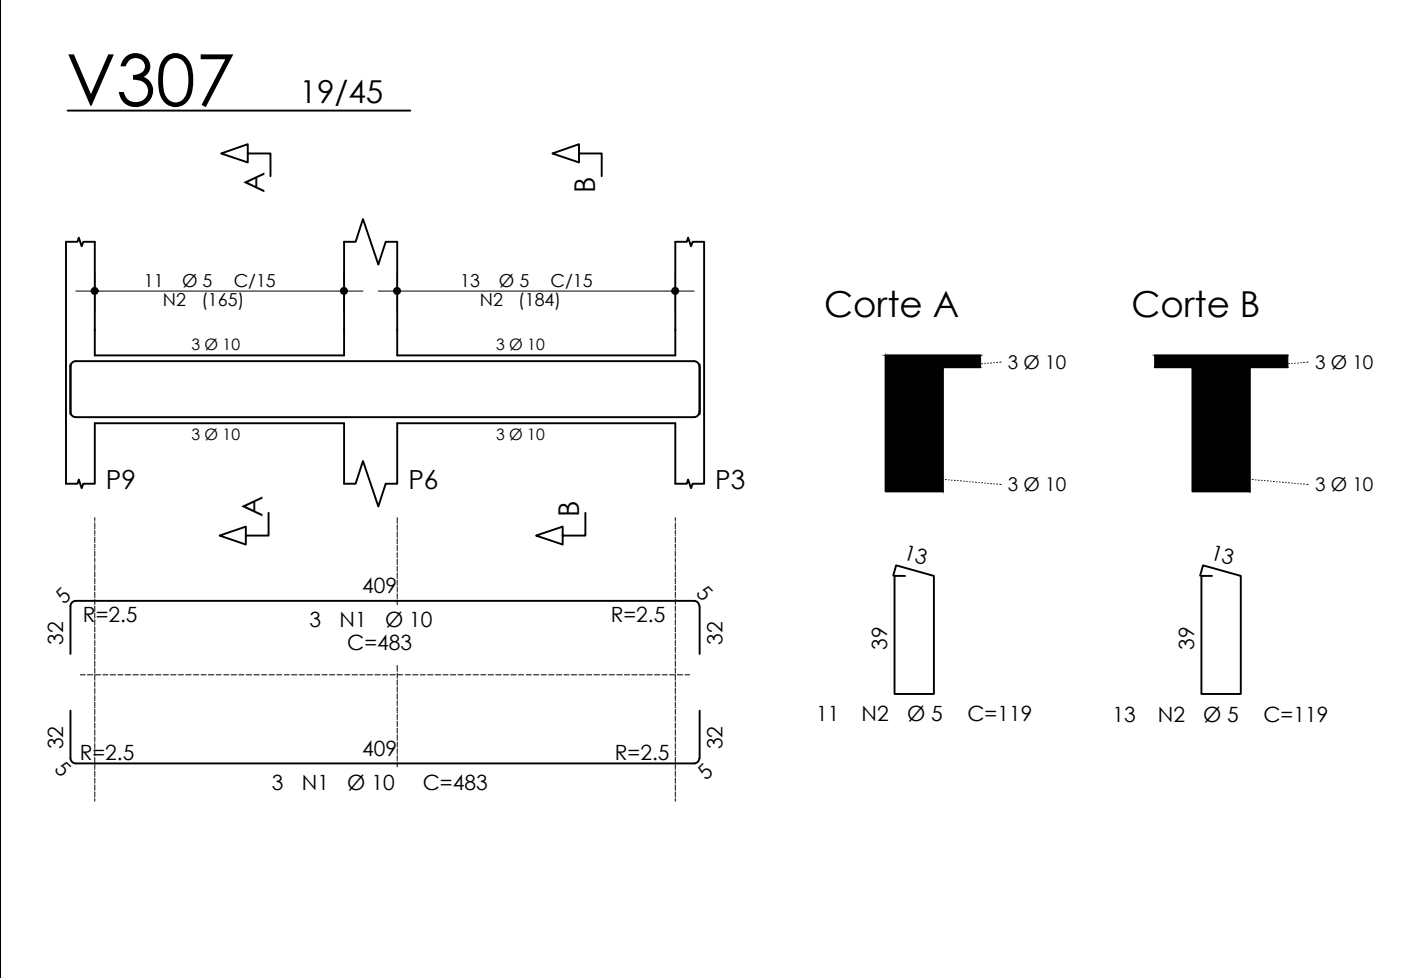 V307 19/45
A B
11 Ø 5 C/15 13 Ø 5 C/15
N2 (165) N2 (184)
3 Ø 10 3 Ø 10
3 Ø 10 3 Ø 10
P9 P6 P3
A B
409
5 R=2.5 R=2.5 5
32 3 N1 Ø 10 32
C=483
32 409 32
5 R=2.5 R=2.5 5
3 N1 Ø 10 C=483
Corte A Corte B
3 Ø 10 3 Ø 10
3 Ø 10 3 Ø 10
13 13
39 39
11 N2 Ø 5 C=119 13 N2 Ø 5 C=119